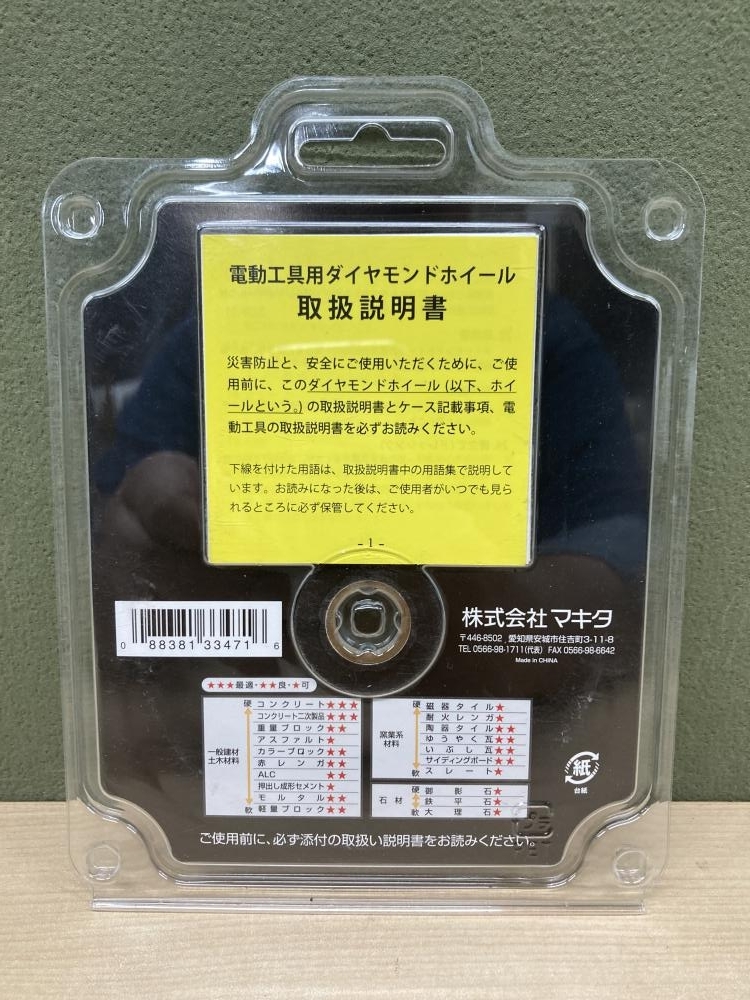 電動工具用ダイヤモンドホイール
取扱説明書
災害防止と、安全にご使用いただくために、ご使
用前に、このダイヤモンドホイール(以下、ホイ
ールという。)の取扱説明書とケース記載事項、電
動工具の取扱説明書を必ずお読みください。
下線を付けた用語は、取扱説明書中の用語集で説明して
います。お読みになった後は、ご使用者がいつでも見ら
れるところに必ず保管してください。
- 1 -
0 88381 33471 6
株式会社マキタ
〒446-8502 愛知県安城市住吉町3-11-8
TEL 0566-98-1711(代表) FAX 0566-98-6642
Made in CHINA
★★★最適・★★良・★可
一般建材
土木材料
硬 コンクリート★★★
コンクリート二次製品★★★
重量ブロック★★
アスファルト★
カラーブロック★★
赤レンガ★★
ALC★★
押出し成形セメント★
モルタル★★
軟 軽量ブロック★★
窯業系
材料
硬 磁器タイル★
耐火レンガ★
陶器タイル★★
ゆうやく瓦★★
いぶし瓦★★
サイディングボード★★
軟 スレート★
石材
硬 御影石★
鉄平石★
軟 大理石★
紙
台紙
ご使用前に、必ず添付の取扱い説明書をお読みください。